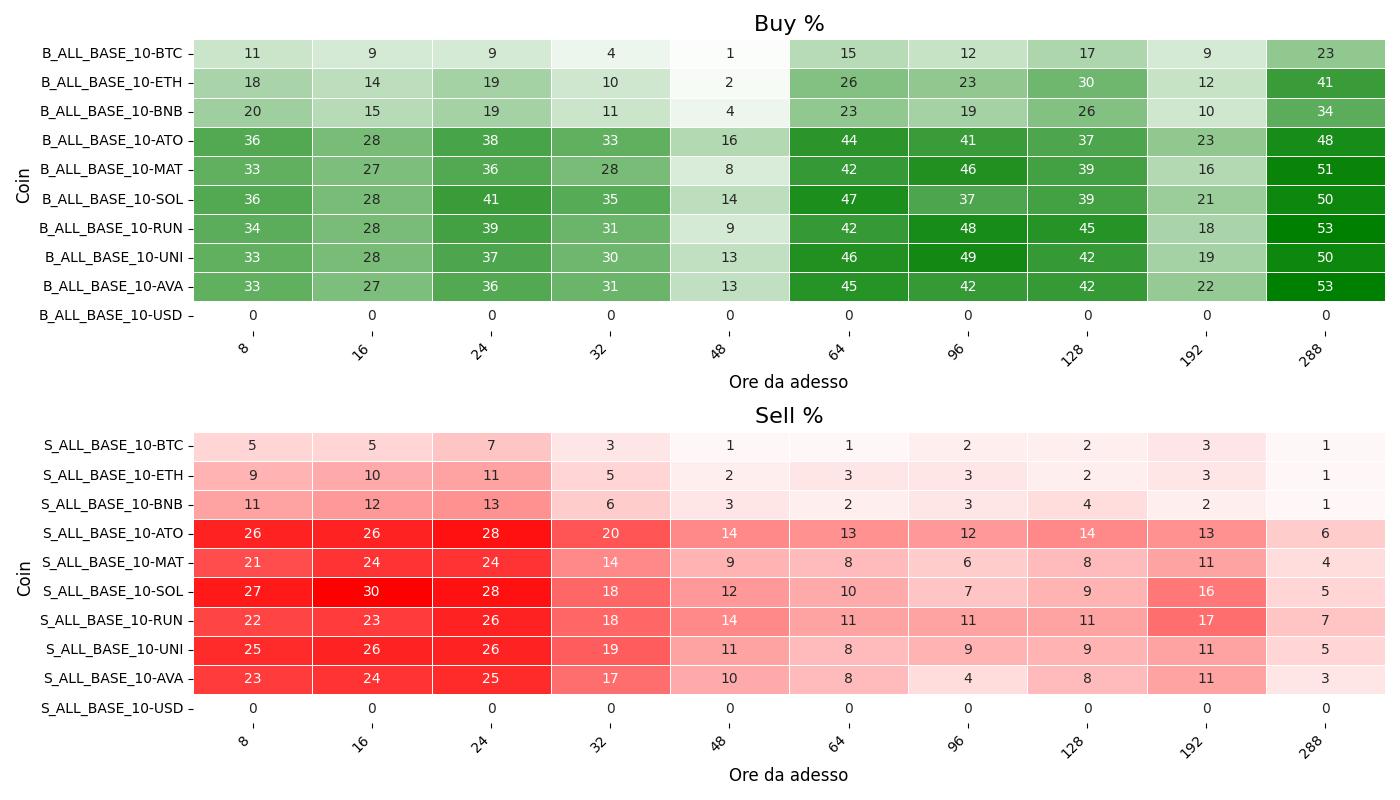 Buy %
Coin
B_ALL_BASE_10-BTC 11 9 9 4 1 15 12 17 9 23
B_ALL_BASE_10-ETH 18 14 19 10 2 26 23 30 12 41
B_ALL_BASE_10-BNB 20 15 19 11 4 23 19 26 10 34
B_ALL_BASE_10-ATO 36 28 38 33 16 44 41 37 23 48
B_ALL_BASE_10-MAT 33 27 36 28 8 42 46 39 16 51
B_ALL_BASE_10-SOL 36 28 41 35 14 47 37 39 21 50
B_ALL_BASE_10-RUN 34 28 39 31 9 42 48 45 18 53
B_ALL_BASE_10-UNI 33 28 37 30 13 46 49 42 19 50
B_ALL_BASE_10-AVA 33 27 36 31 13 45 42 42 22 53
B_ALL_BASE_10-USD 0 0 0 0 0 0 0 0 0 0
8 16 24 32 48 64 96 128 192 288
Ore da adesso
Sell %
Coin
S_ALL_BASE_10-BTC 5 5 7 3 1 1 2 2 3 1
S_ALL_BASE_10-ETH 9 10 11 5 2 3 3 2 3 1
S_ALL_BASE_10-BNB 11 12 13 6 3 2 3 4 2 1
S_ALL_BASE_10-ATO 26 26 28 20 14 13 12 14 13 6
S_ALL_BASE_10-MAT 21 24 24 14 9 8 6 8 11 4
S_ALL_BASE_10-SOL 27 30 28 18 12 10 7 9 16 5
S_ALL_BASE_10-RUN 22 23 26 18 14 11 11 11 17 7
S_ALL_BASE_10-UNI 25 26 26 19 11 8 9 9 11 5
S_ALL_BASE_10-AVA 23 24 25 17 10 8 4 8 11 3
S_ALL_BASE_10-USD 0 0 0 0 0 0 0 0 0 0
8 16 24 32 48 64 96 128 192 288
Ore da adesso